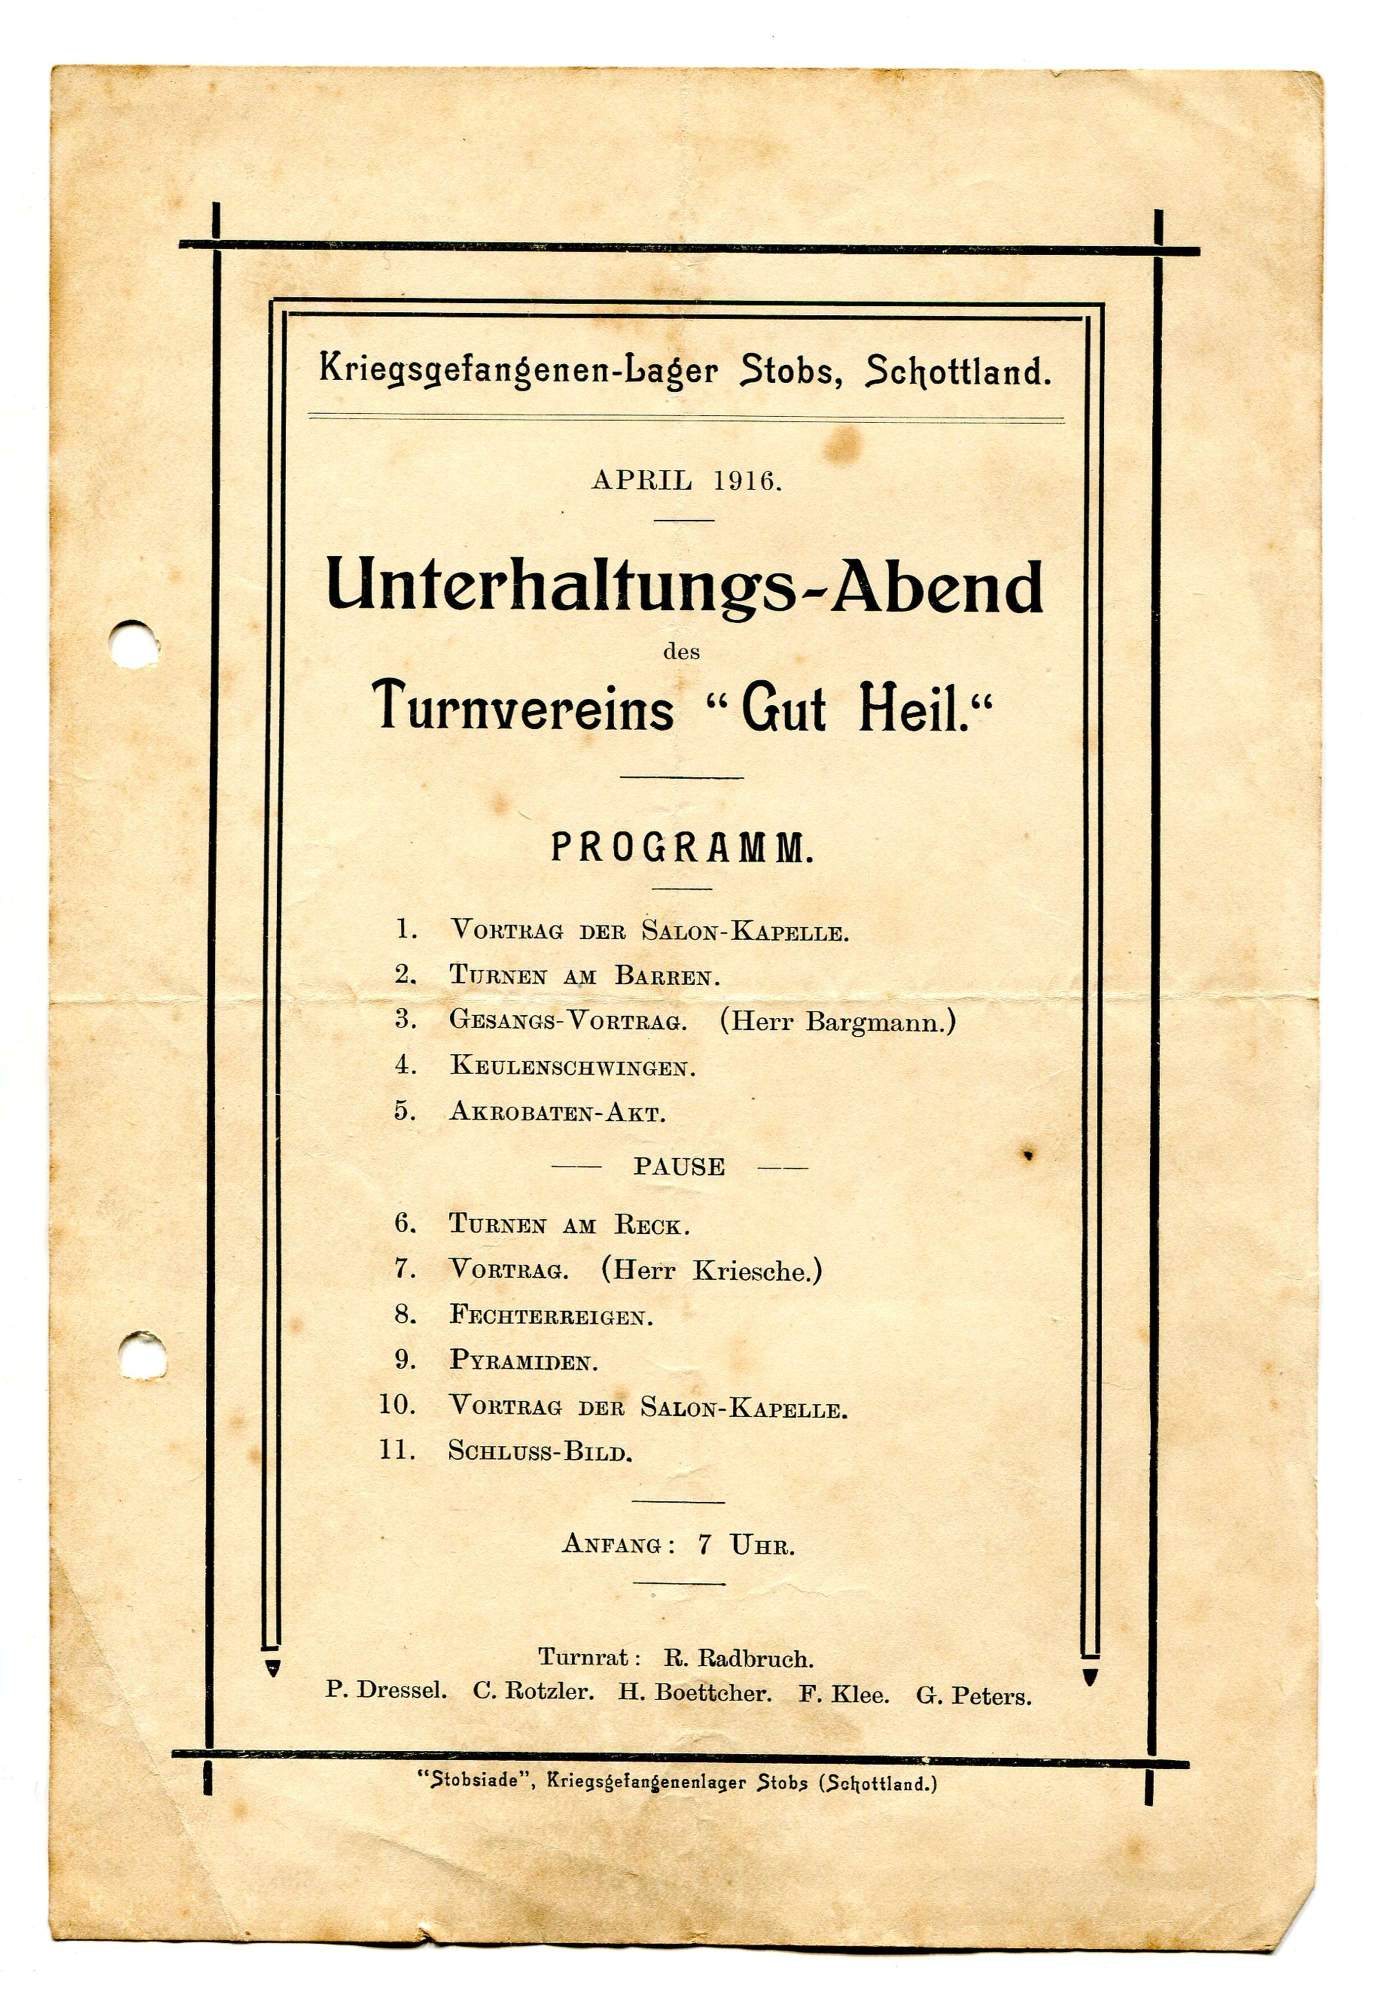 Kriegsgefangenen-Lager Stobs, Schottland.
APRIL 1916.
Unterhaltungs-Abend
des
Turnvereins “Gut Heil.“
PROGRAMM.
1. Vortrag der Salon-Kapelle.
2. Turnen am Barren.
3. Gesangs-Vortrag. (Herr Bargmann.)
4. Keulenschwingen.
5. Akrobaten-Akt.
— PAUSE —
6. Turnen am Reck.
7. Vortrag. (Herr Kriesche.)
8. Fechterreigen.
9. Pyramiden.
10. Vortrag der Salon-Kapelle.
11. Schluss-Bild.
Anfang: 7 Uhr.
Turnrat: R. Radbruch.
P. Dressel. C. Rotzler. H. Boettcher. F. Klee. G. Peters.
“Stobsiade”, Kriegsgefangenenlager Stobs (Schottland.)